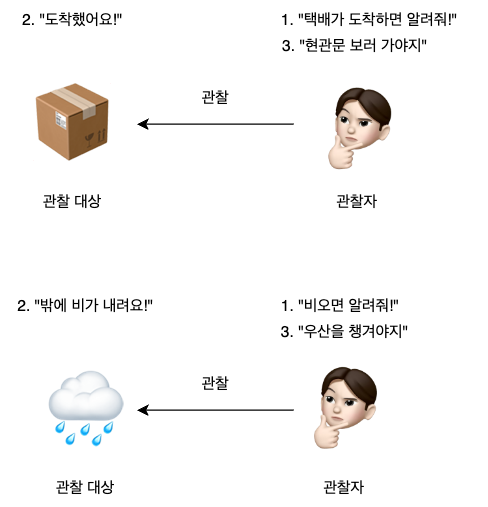 2. "도착했어요!"
1. "택배가 도착하면 알려줘!"
3. "현관문 보러 가야지"
관찰
관찰 대상
관찰자
2. "밖에 비가 내려요!"
1. "비오면 알려줘!"
3. "우산을 챙겨야지"
관찰
관찰 대상
관찰자